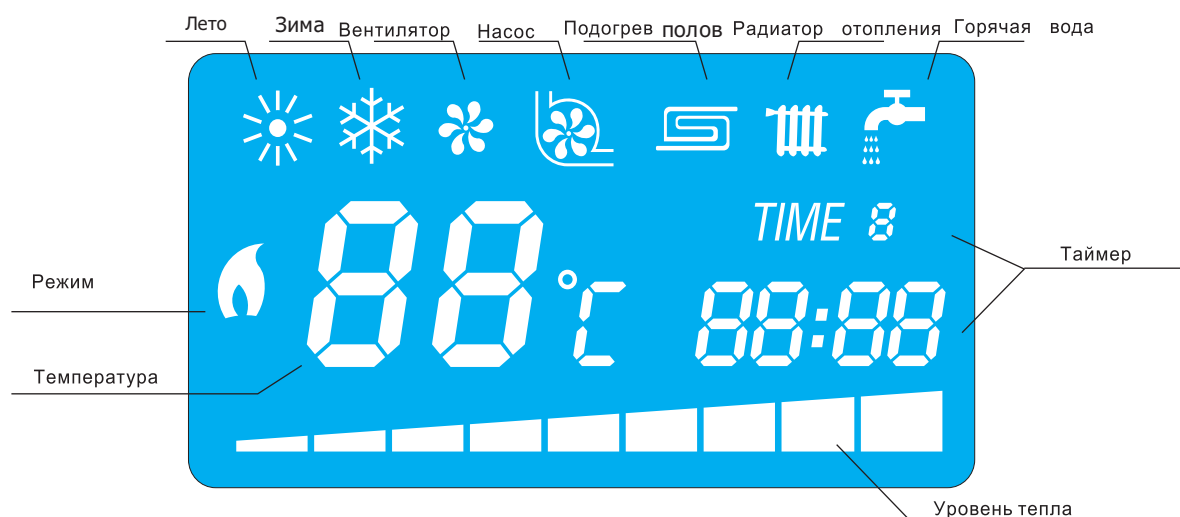 Лето Зима Вентилятор Насос Подогрев полов Радиатор отопления Горячая вода
TIME 8
Таймер
Режим
88°C 88:88
Температура
Уровень тепла